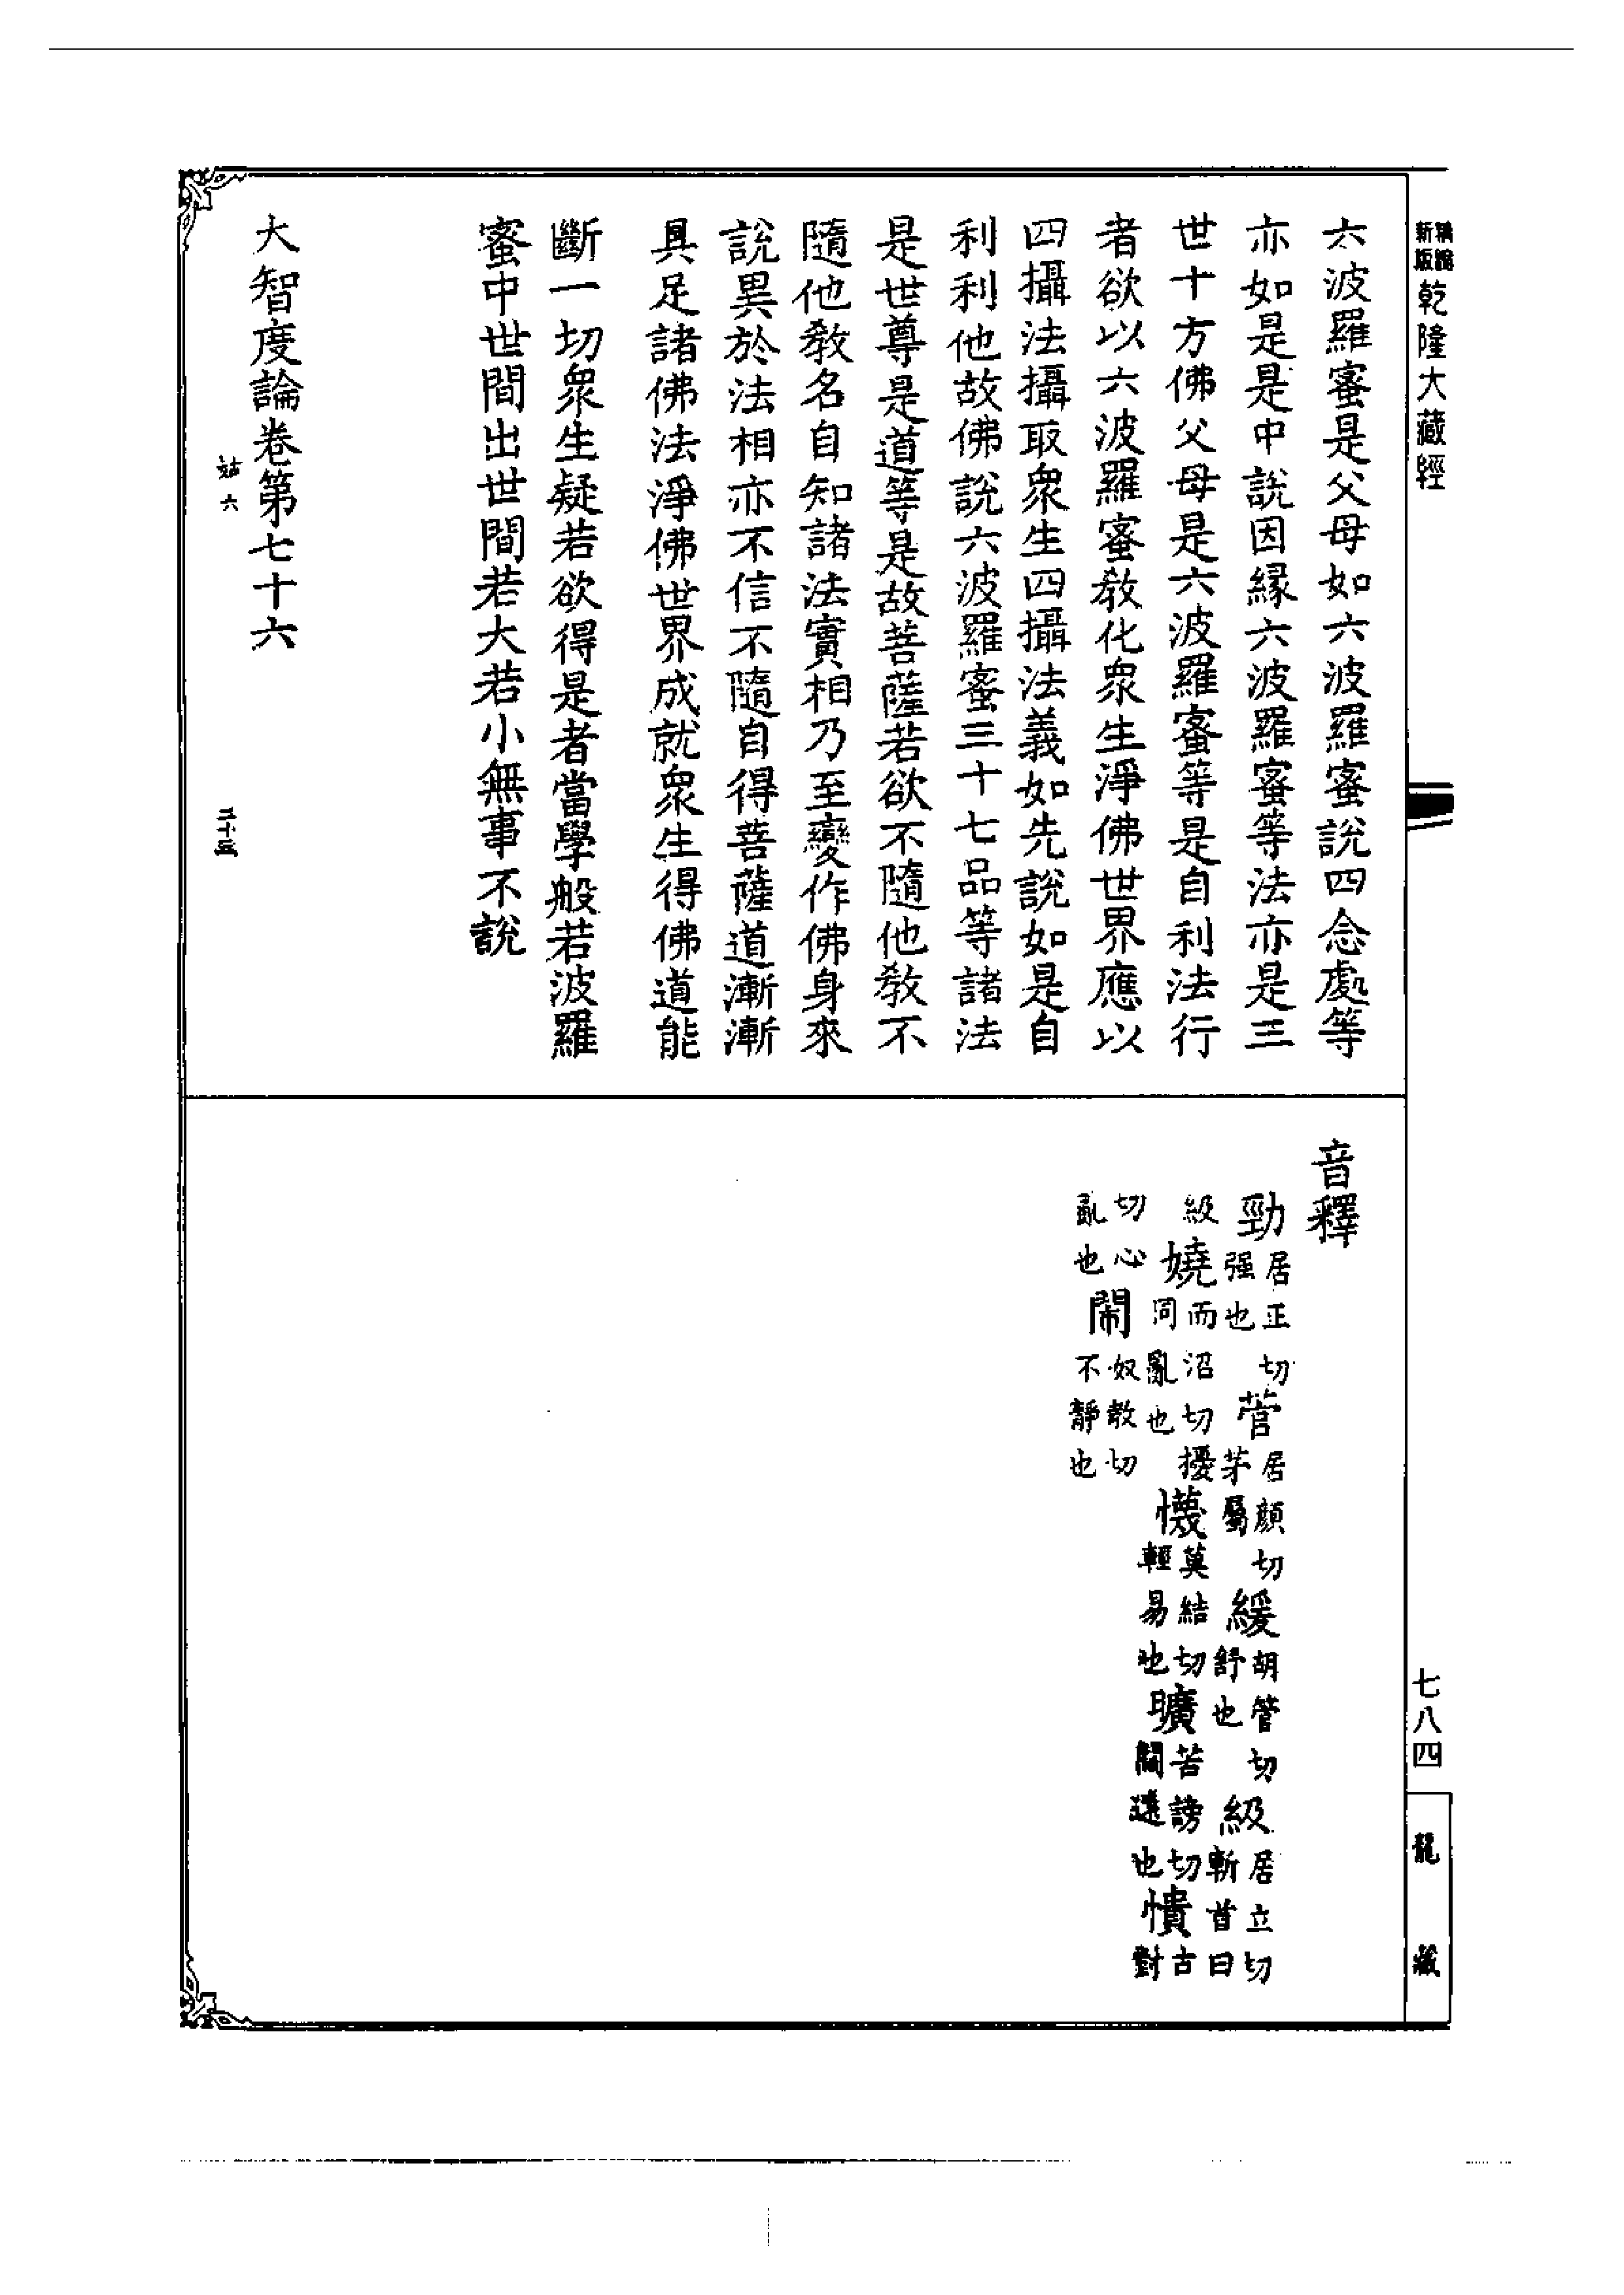 新版
乾隆大藏經
六波羅蜜是父母如六波羅蜜說四念處等
亦如是是中說因緣六波羅蜜等法亦是三
世十方佛父母是六波羅蜜等是自利法行
者欲以六波羅蜜教化眾生淨佛世界應以
四攝法攝取眾生四攝法義如先說如是自
利利他故佛說六波羅蜜三十七品等諸法
是世尊是道等是故菩薩若欲不隨他教不
隨他教名自知諸法實相乃至變作佛身來
說異於法相亦不信不隨自得菩薩道漸漸
具足諸佛法淨佛世界成就眾生得佛道能
斷一切眾生疑若欲得是者當學般若波羅
蜜中世間出世間若大若小無事不說
大智度論卷第七十六
六
音釋
勁居正切强也 菅居顏切茅屬 緩胡管切舒也 級居立切斬首曰
級 嬈而沼切擾同亂也 懱莫結切輕易也 曠苦謗切闊遠也 憒古對
切心亂也 鬧奴教切不靜也
七八四
龍藏